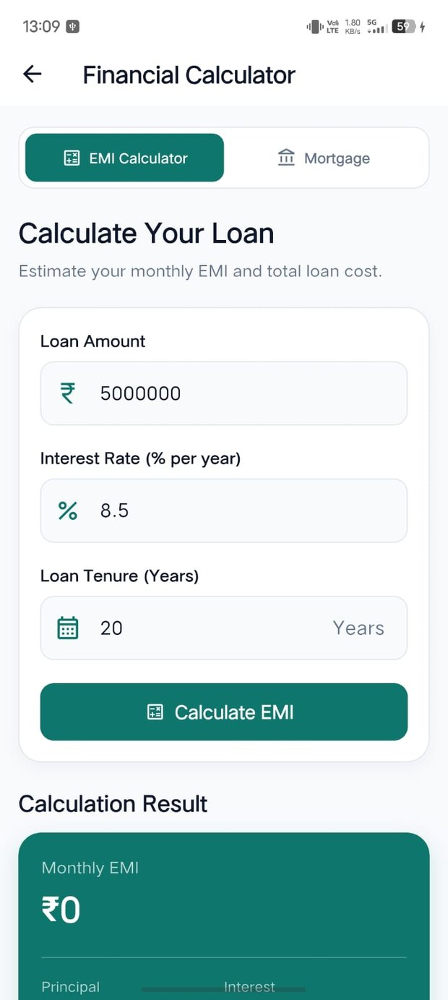 13:09 Vo) LTE 1.80 KB/s 5G 59
Financial Calculator
EMI Calculator Mortgage
Calculate Your Loan
Estimate your monthly EMI and total loan cost.
Loan Amount
₹ 5000000
Interest Rate (% per year)
% 8.5
Loan Tenure (Years)
20 Years
Calculate EMI
Calculation Result
Monthly EMI
₹0
Principal Interest